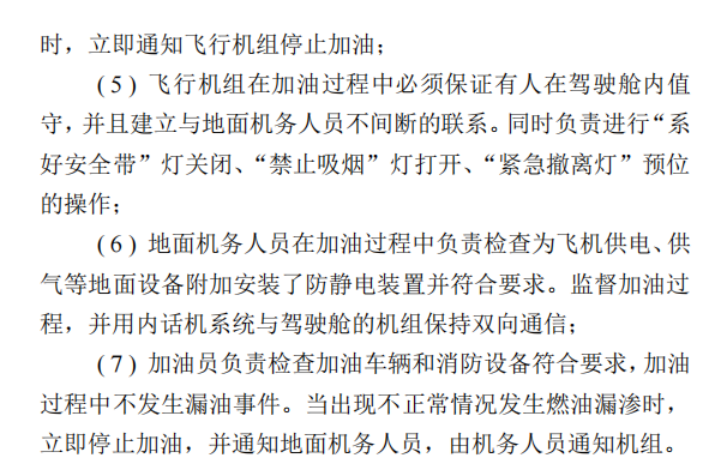 时，立即通知飞行机组停止加油；
（5）飞行机组在加油过程中必须保证有人在驾驶舱内值
守，并且建立与地面机务人员不间断的联系。同时负责进行“系
好安全带”灯关闭、“禁止吸烟”灯打开、“紧急撤离灯”预位
的操作；
（6）地面机务人员在加油过程中负责检查为飞机供电、供
气等地面设备附加安装了防静电装置并符合要求。监督加油过
程，并用内话机系统与驾驶舱的机组保持双向通信；
（7）加油员负责检查加油车辆和消防设备符合要求，加油
过程中不发生漏油事件。当出现不正常情况发生燃油漏渗时，
立即停止加油，并通知地面机务人员，由机务人员通知机组。